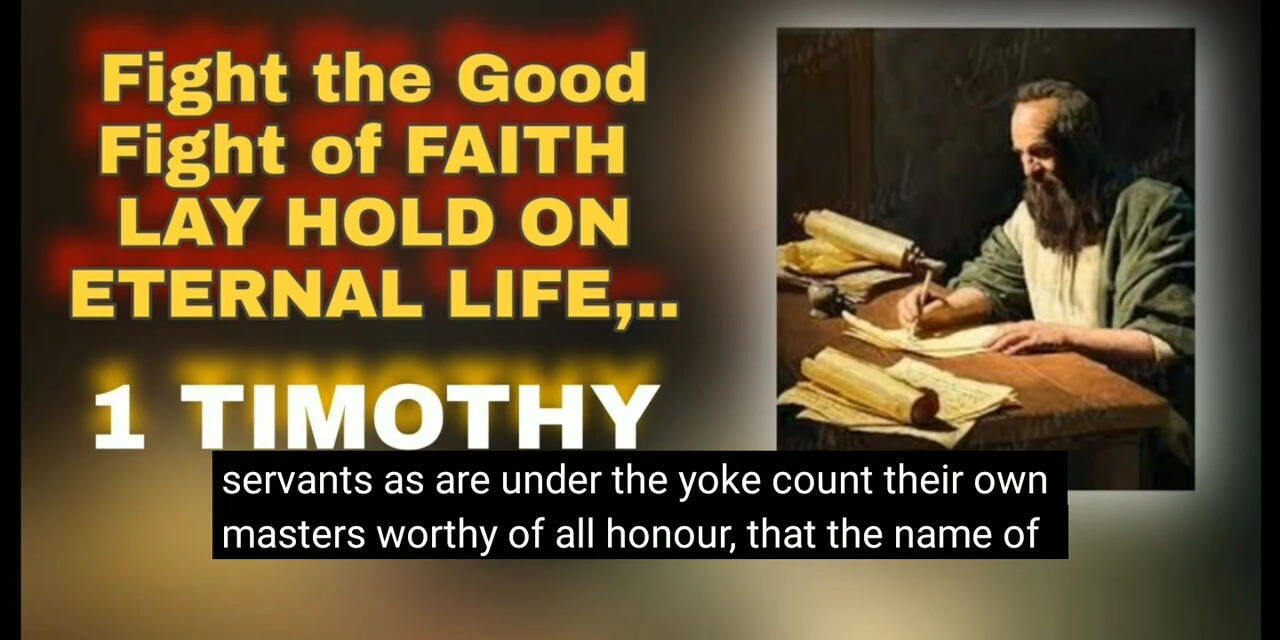 Fight the Good
Fight of FAITH
LAY HOLD ON
ETERNAL LIFE,..
1 TIMOTHY
servants as are under the yoke count their own
masters worthy of all honour, that the name of